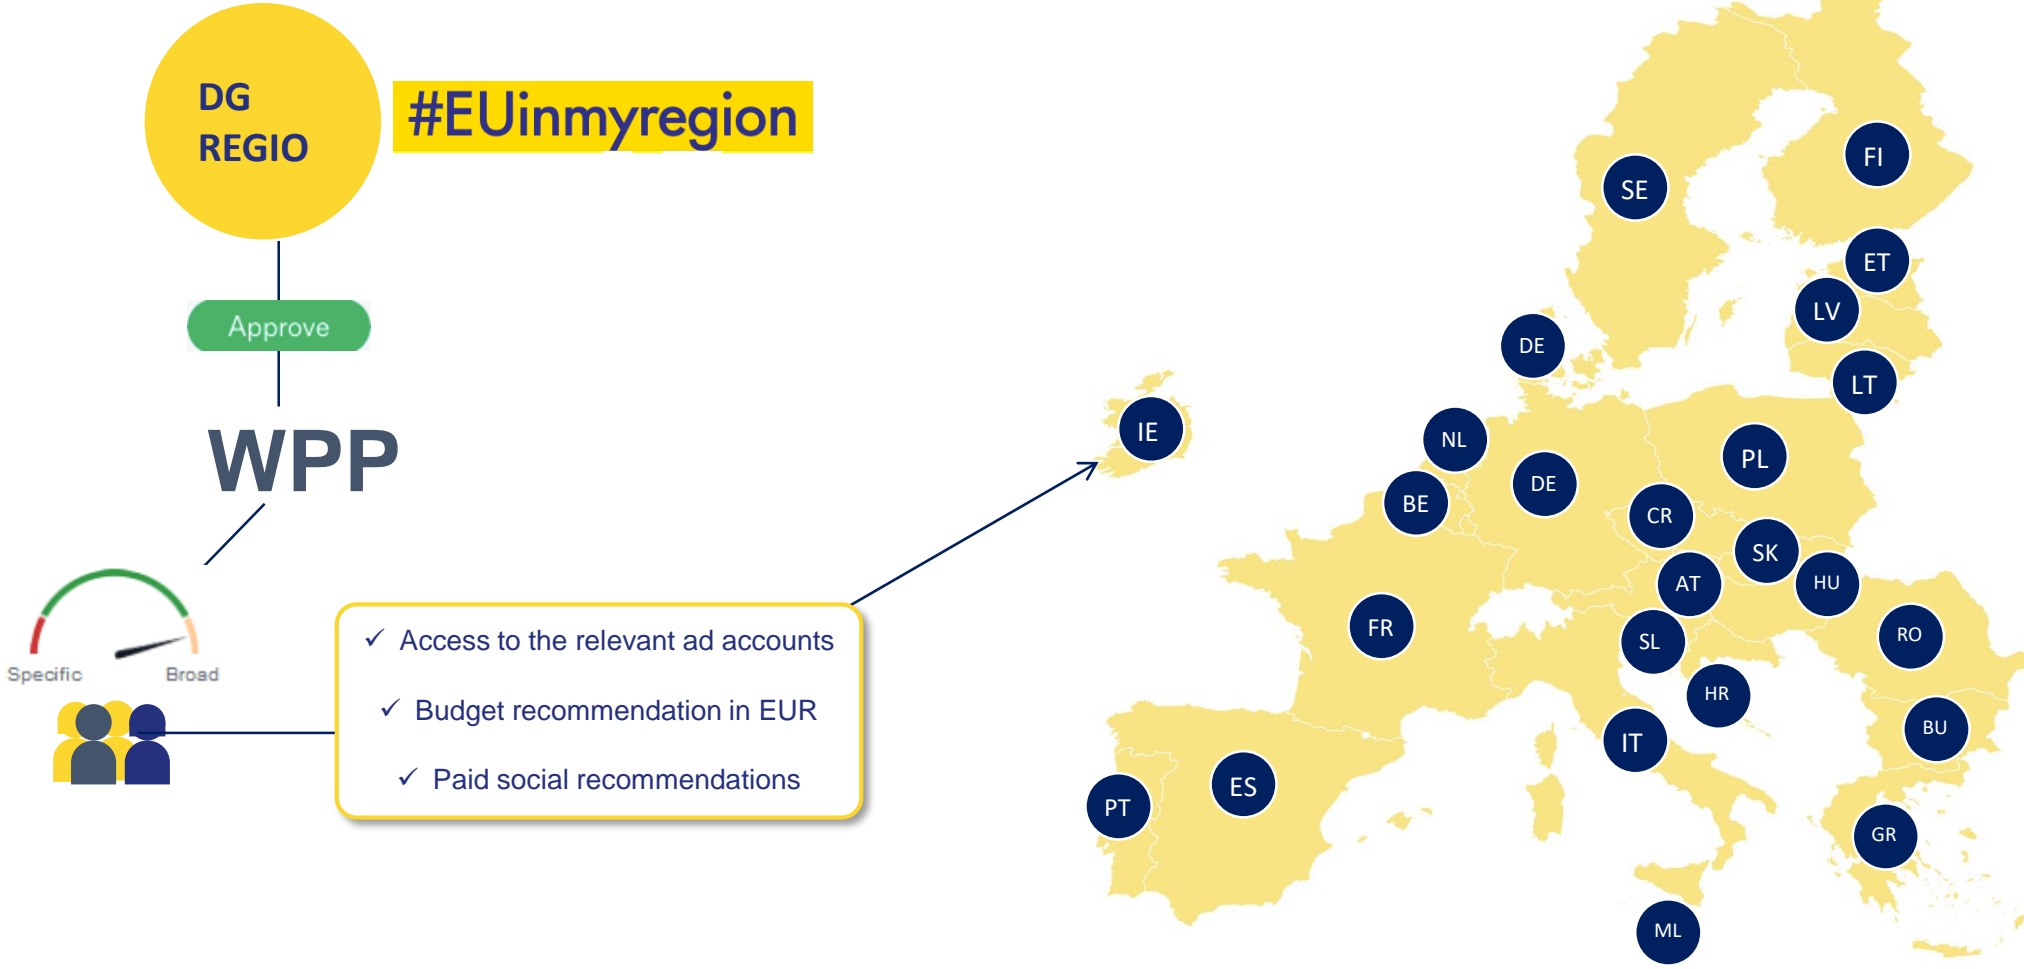 DG
REGIO
#EUinmyregion
Approve
WPP
Specific
Broad
✓ Access to the relevant ad accounts
✓ Budget recommendation in EUR
✓ Paid social recommendations
FI
SE
ET
LV
DE
LT
IE
NL
PL
DE
BE
CR
SK
AT
HU
FR
SL
RO
HR
BU
IT
ES
PT
GR
ML